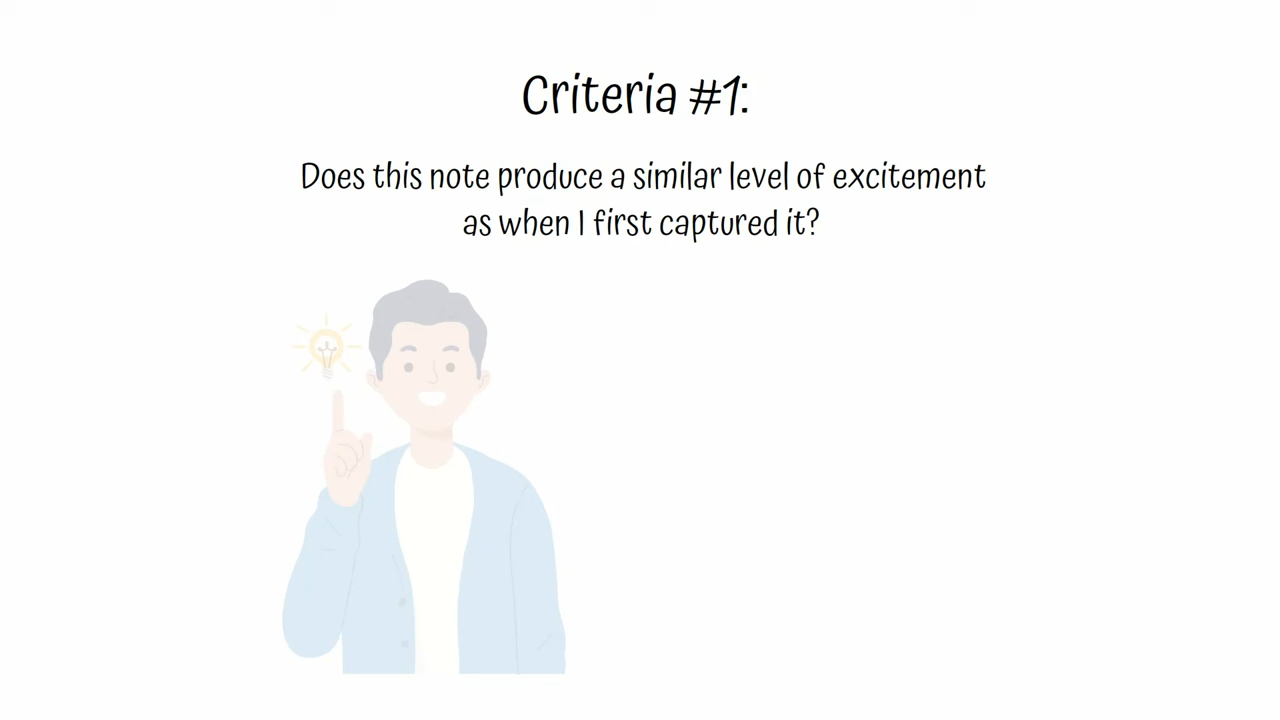 Criteria #1:
Does this note produce a similar level of excitement
as when I first captured it?